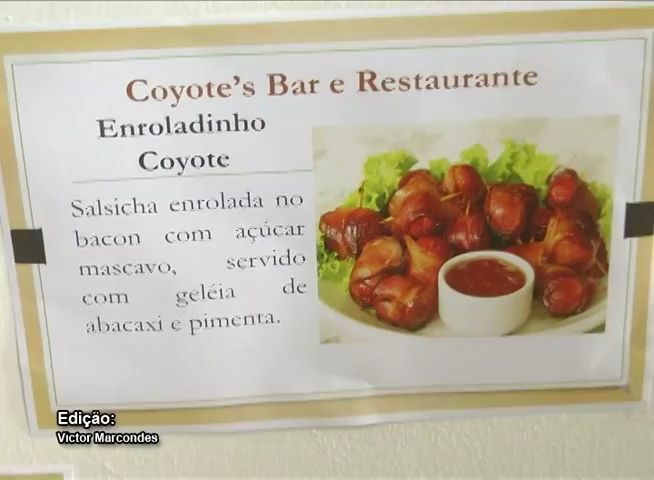 Coyote's Bar e Restaurante
Enroladinho
Coyote
Salsicha enrolada no
bacon com açúcar
mascavo, servido
com geléia de
abacaxi e pimenta.
Edição:
Victor Marcondes